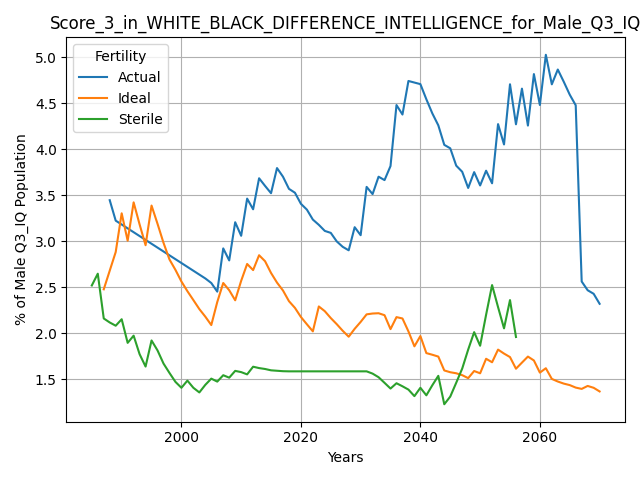 Score_3_in_WHITE_BLACK_DIFFERENCE_INTELLIGENCE_for_Male_Q3_IQ
Fertility
Actual
Ideal
Sterile
% of Male Q3_IQ Population
5.0
4.5
4.0
3.5
3.0
2.5
2.0
1.5
2000 2020 2040 2060
Years